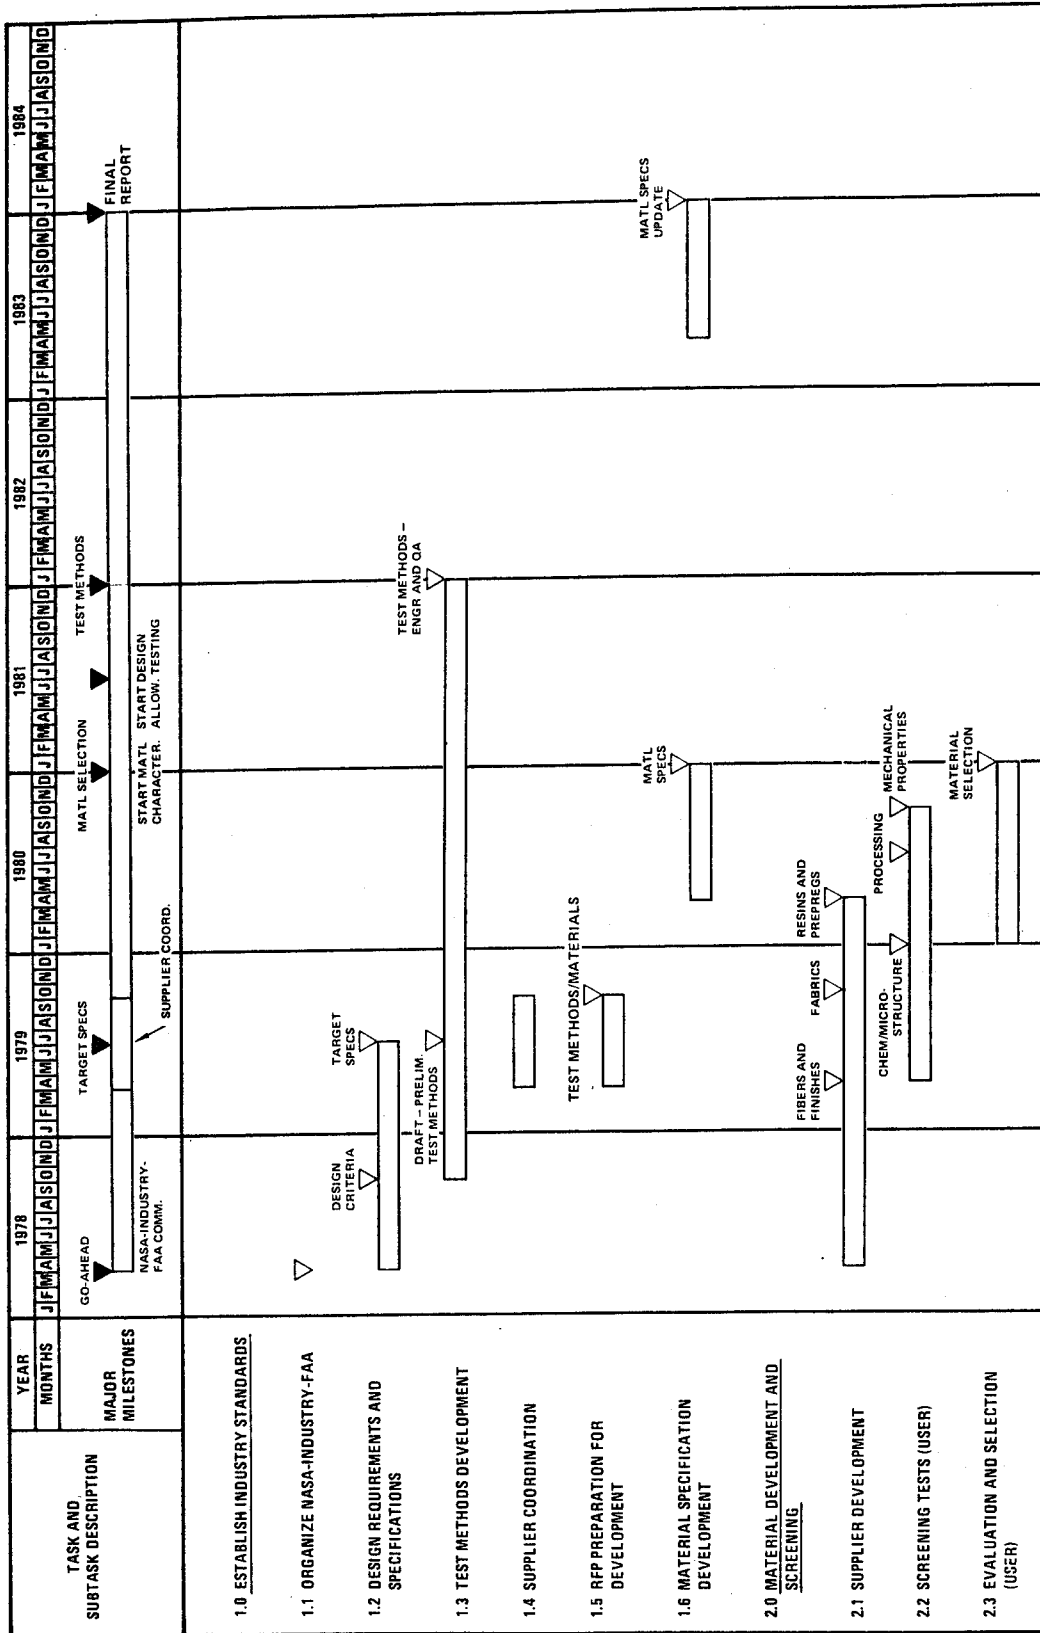 TASK AND
SUBTASK DESCRIPTION
YEAR
MONTHS
MAJOR
MILESTONES
1978
1979
1980
1981
1982
1983
1984
J F M A M J J A S O N D J F M A M J J A S O N D J F M A M J J A S O N D J F M A M J J A S O N D J F M A M J J A S O N D J F M A M J J A S O N D J F M A M J J A S O N D
GO-AHEAD
TARGET SPECS
MATL SELECTION
TEST METHODS
NASA-INDUSTRY-
FAA COMM.
SUPPLIER COORD.
START MATL
CHARACTER.
START DESIGN
ALLOW. TESTING
FINAL
REPORT
1.0 ESTABLISH INDUSTRY STANDARDS
1.1 ORGANIZE NASA-INDUSTRY-FAA
1.2 DESIGN REQUIREMENTS AND
SPECIFICATIONS
DESIGN
CRITERIA
TARGET
SPECS
1.3 TEST METHODS DEVELOPMENT
DRAFT – PRELIM.
TEST METHODS
TEST METHODS –
ENGR AND QA
1.4 SUPPLIER COORDINATION
1.5 RFP PREPARATION FOR
DEVELOPMENT
TEST METHODS/MATERIALS
1.6 MATERIAL SPECIFICATION
DEVELOPMENT
MATL
SPECS
MATL SPECS
UPDATE
2.0 MATERIAL DEVELOPMENT AND
SCREENING
2.1 SUPPLIER DEVELOPMENT
FIBERS AND
FINISHES
FABRICS
RESINS AND
PREPREGS
2.2 SCREENING TESTS (USER)
CHEM/MICRO-
STRUCTURE
PROCESSING
MECHANICAL
PROPERTIES
2.3 EVALUATION AND SELECTION
(USER)
MATERIAL
SELECTION